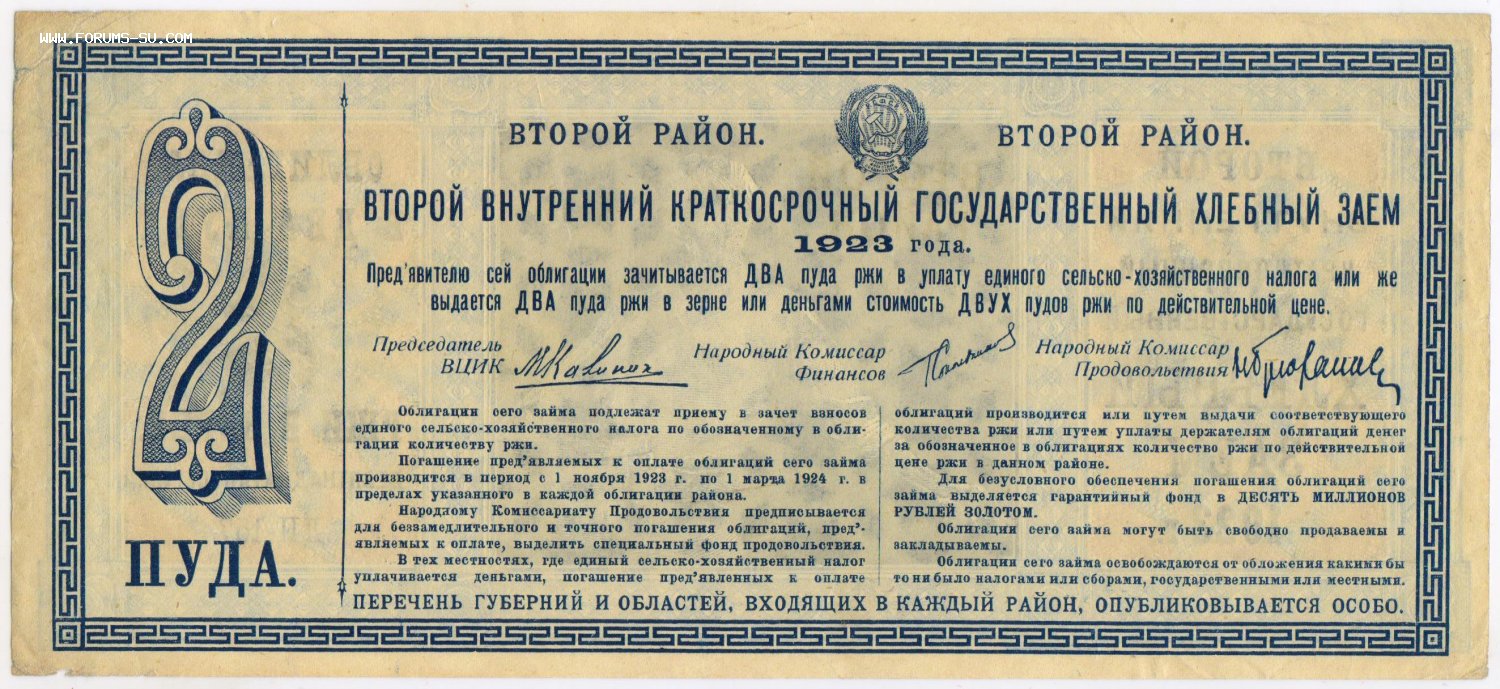 www.forums-su.com
2
ПУДА.
ВТОРОЙ РАЙОН.
ВТОРОЙ РАЙОН.
ВТОРОЙ ВНУТРЕННИЙ КРАТКОСРОЧНЫЙ ГОСУДАРСТВЕННЫЙ ХЛЕБНЫЙ ЗАЕМ
1923 года.
Пред'явителю сей облигации зачитывается ДВА пуда ржи в уплату единого сельско-хозяйственного налога или же
выдается ДВА пуда ржи в зерне или деньгами стоимость ДВУХ пудов ржи по действительной цене.
Председатель
ВЦИК
Народный Комиссар
Финансов
Народный Комиссар
Продовольствия
Облигации сего займа подлежат приему в зачет взносов
единого сельско-хозяйственного налога по обозначенному в обли-
гации количеству ржи.
Погашение пред'являемых к оплате облигаций сего займа
производится в период с 1 ноября 1923 г. по 1 марта 1924 г. в
пределах указанного в каждой облигации района.
Народному Комиссариату Продовольствия предписывается
для беззамедлительного и точного погашения облигаций, пред'-
являемых к оплате, выделить специальный фонд продовольствия.
В тех местностях, где единый сельско-хозяйственный налог
уплачивается деньгами, погашение пред'явленных к оплате
облигаций производится или путем выдачи соответствующего
количества ржи или путем уплаты держателям облигаций денег
за обозначенное в облигациях количество ржи по действительной
цене ржи в данном районе.
Для безусловного обеспечения погашения облигаций сего
займа выделяется гарантийный фонд в ДЕСЯТЬ МИЛЛИОНОВ
РУБЛЕЙ ЗОЛОТОМ.
Облигации сего займа могут быть свободно продаваемы и
закладываемы.
Облигации сего займа освобождаются от обложения какими бы
то ни было налогами или сборами, государственными или местными.
ПЕРЕЧЕНЬ ГУБЕРНИЙ И ОБЛАСТЕЙ, ВХОДЯЩИХ В КАЖДЫЙ РАЙОН, ОПУБЛИКОВЫВАЕТСЯ ОСОБО.